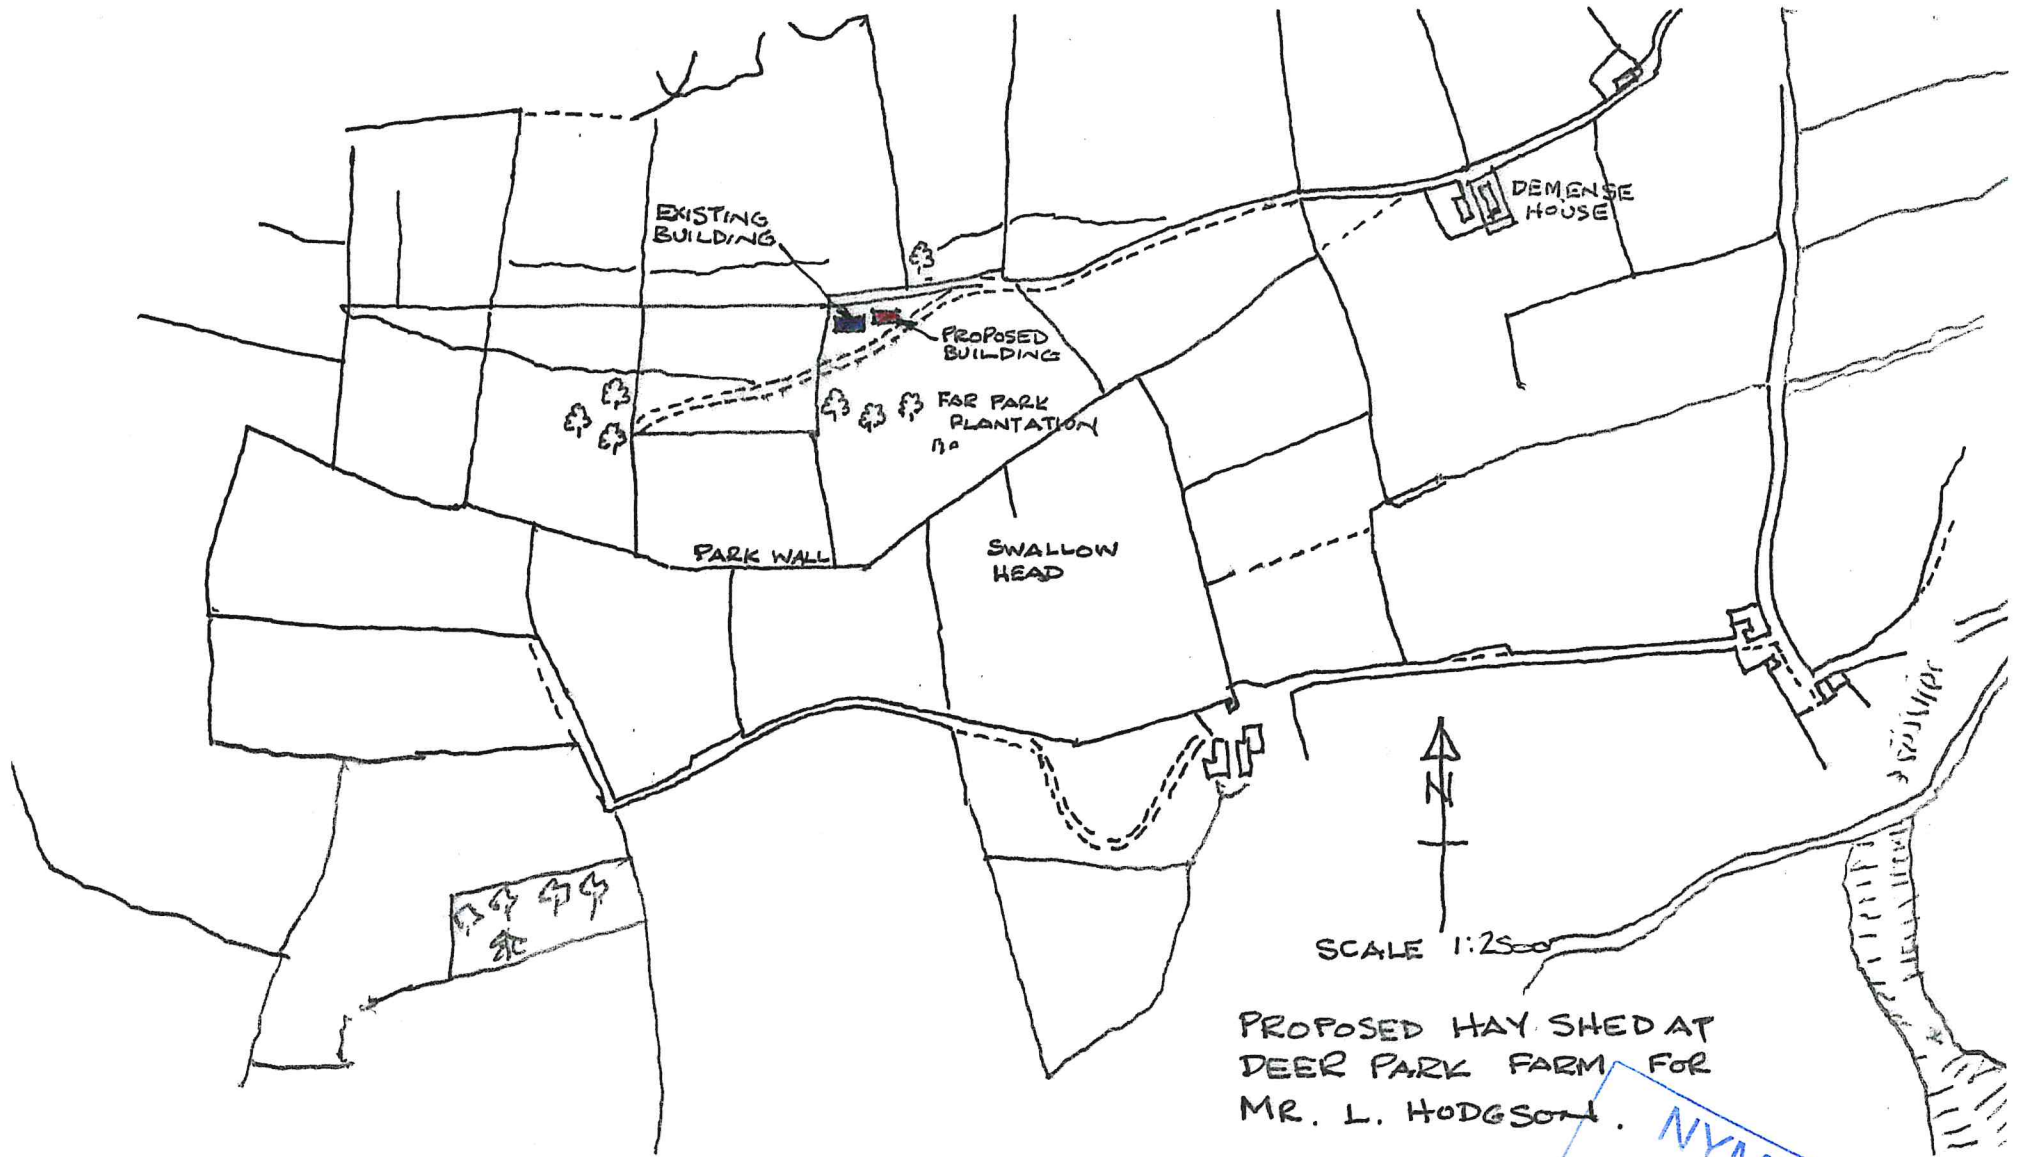 EXISTING
BUILDING
DEMENSE
HOUSE
PROPOSED
BUILDING
FAR PARK
PLANTATION
PARK WALL
SWALLOW
HEAD
N
SCALE 1:2500
PROPOSED HAY SHED AT
DEER PARK FARM FOR
MR. L. HODGSON.